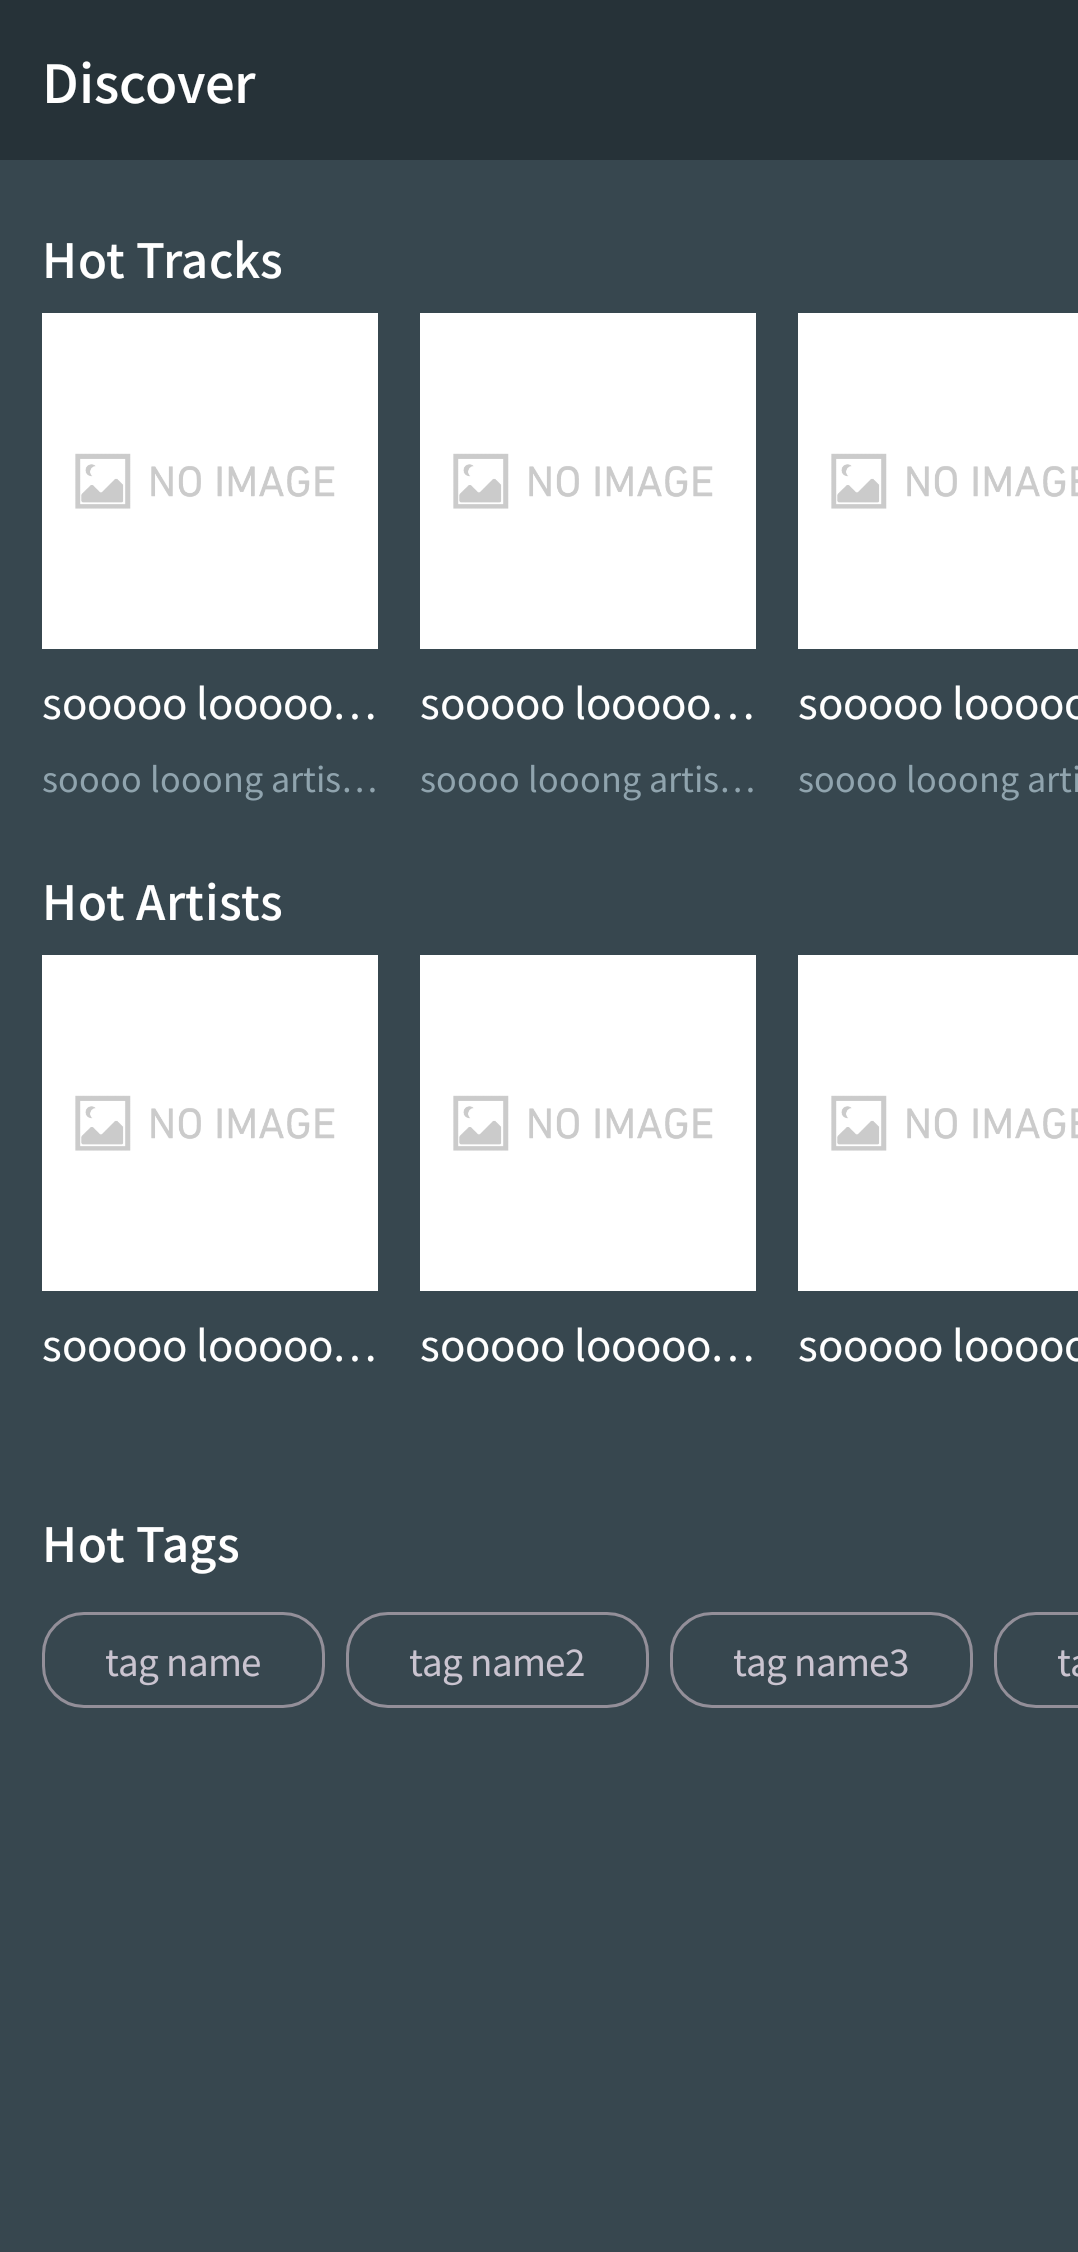 Discover
Hot Tracks
NO IMAGE NO IMAGE NO IMAGE
sooooo looooo... sooooo looooo... sooooo looooo
soooo looong artis... soooo looong artis... soooo looong arti
Hot Artists
NO IMAGE NO IMAGE NO IMAGE
sooooo looooo... sooooo looooo... sooooo looooo
Hot Tags
tag name tag name2 tag name3 ta